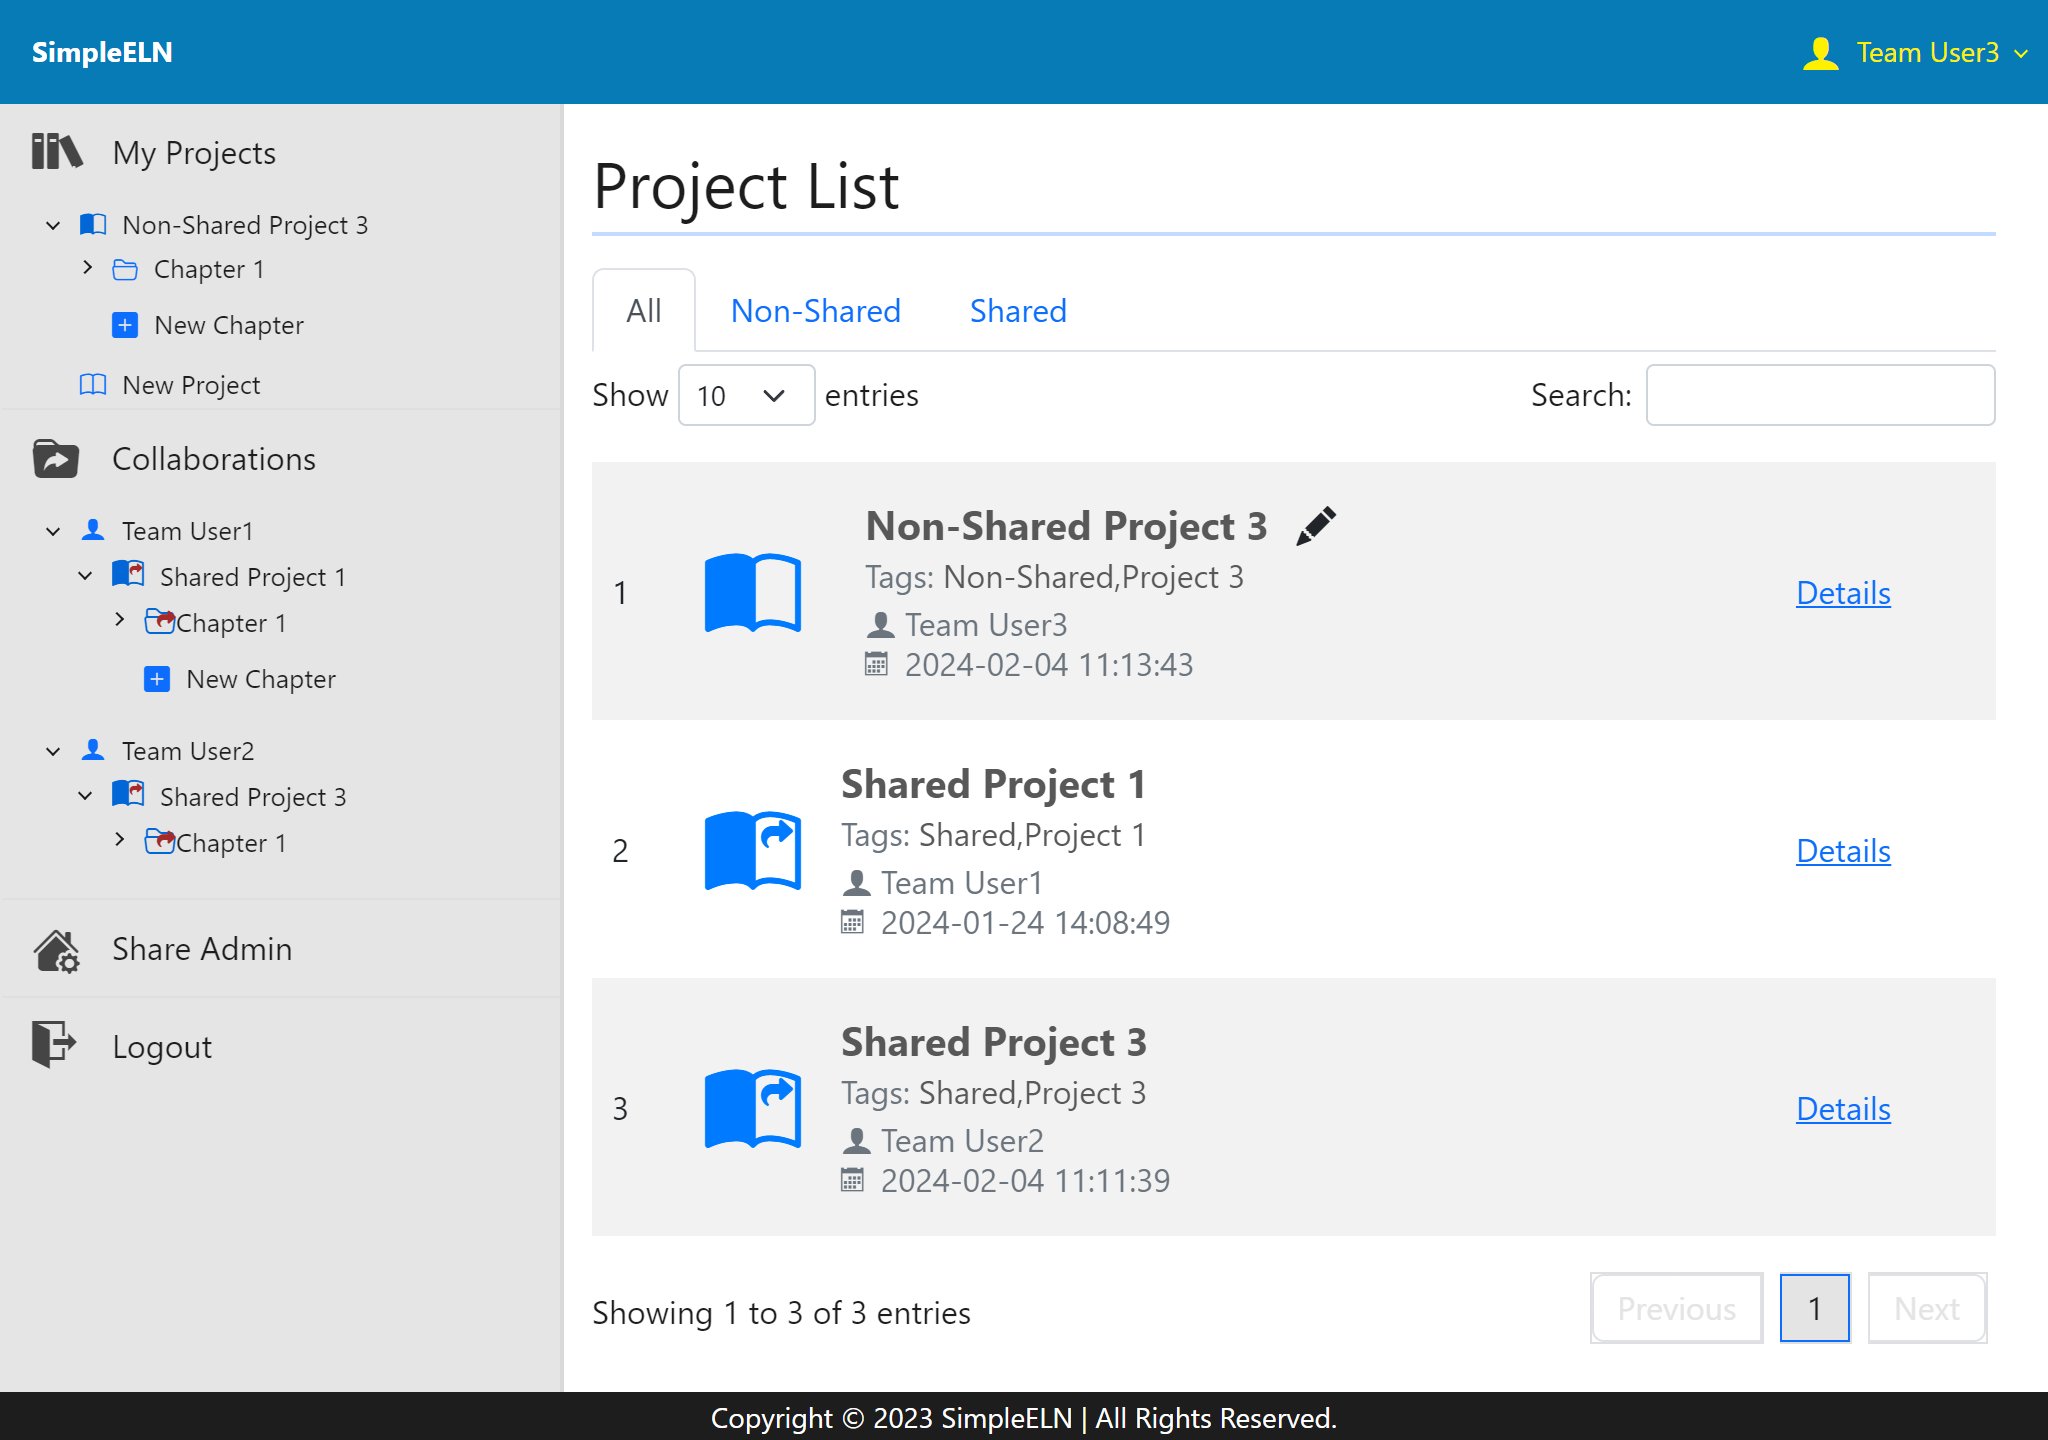 SimpleELN
Team User3
My Projects
Non-Shared Project 3
Chapter 1
New Chapter
New Project
Collaborations
Team User1
Shared Project 1
Chapter 1
New Chapter
Team User2
Shared Project 3
Chapter 1
Share Admin
Logout
Project List
All Non-Shared Shared
Show 10 entries Search:
1
Non-Shared Project 3
Tags: Non-Shared,Project 3
Team User3
2024-02-04 11:13:43
Details
2
Shared Project 1
Tags: Shared,Project 1
Team User1
2024-01-24 14:08:49
Details
3
Shared Project 3
Tags: Shared,Project 3
Team User2
2024-02-04 11:11:39
Details
Showing 1 to 3 of 3 entries
Previous 1 Next
Copyright © 2023 SimpleELN | All Rights Reserved.